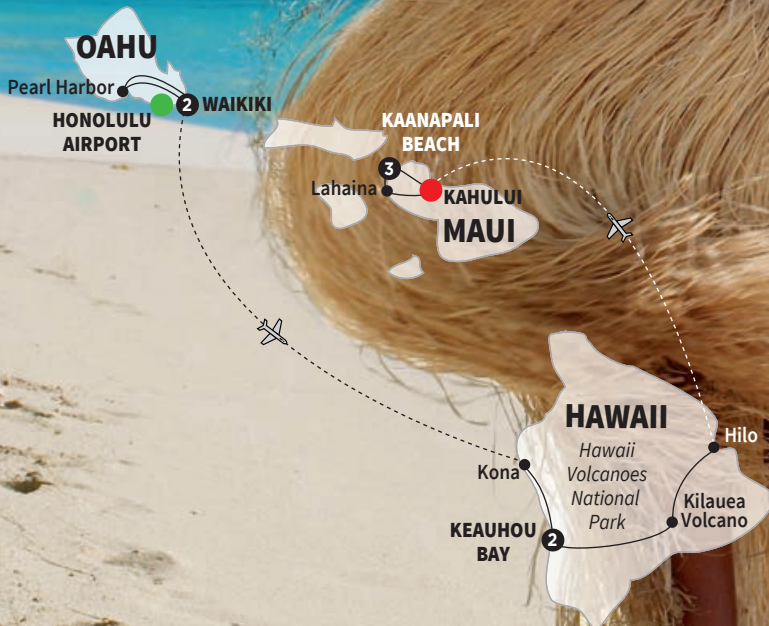 OAHU
Pearl Harbor
2
WAIKIKI
HONOLULU
AIRPORT
KAANAPALI
BEACH
3
Lahaina
KAHULUI
MAUI
HAWAII
Hawaii
Volcanoes
National
Park
Hilo
Kona
Kilauea
Volcano
KEAUHOU
BAY
2